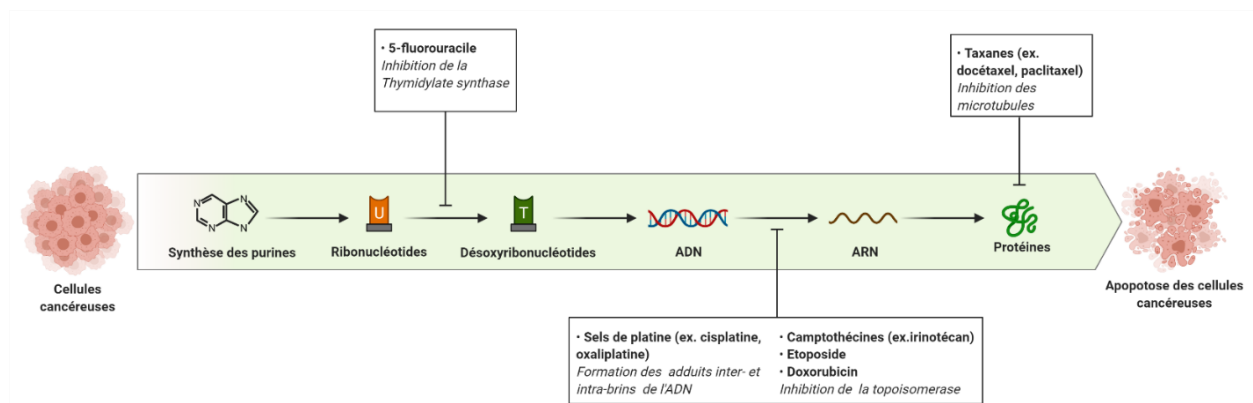 • 5-fluorouracile
Inhibition de la
Thymidylate synthase
• Taxanes (ex.
docétaxel, paclitaxel)
Inhibition des
microtubules
N
N
N
N
H
U
T
Synthèse des purines
Ribonucléotides
Désoxyribonucléotides
ADN
ARN
Protéines
Cellules
cancéreuses
Apopotose des cellules
cancéreuses
• Sels de platine (ex. cisplatine,
oxaliplatine)
Formation des adduits inter- et
intra-brins de l'ADN
• Camptothécines (ex.irinotécan)
• Etoposide
• Doxorubicin
Inhibition de la topoisomerase